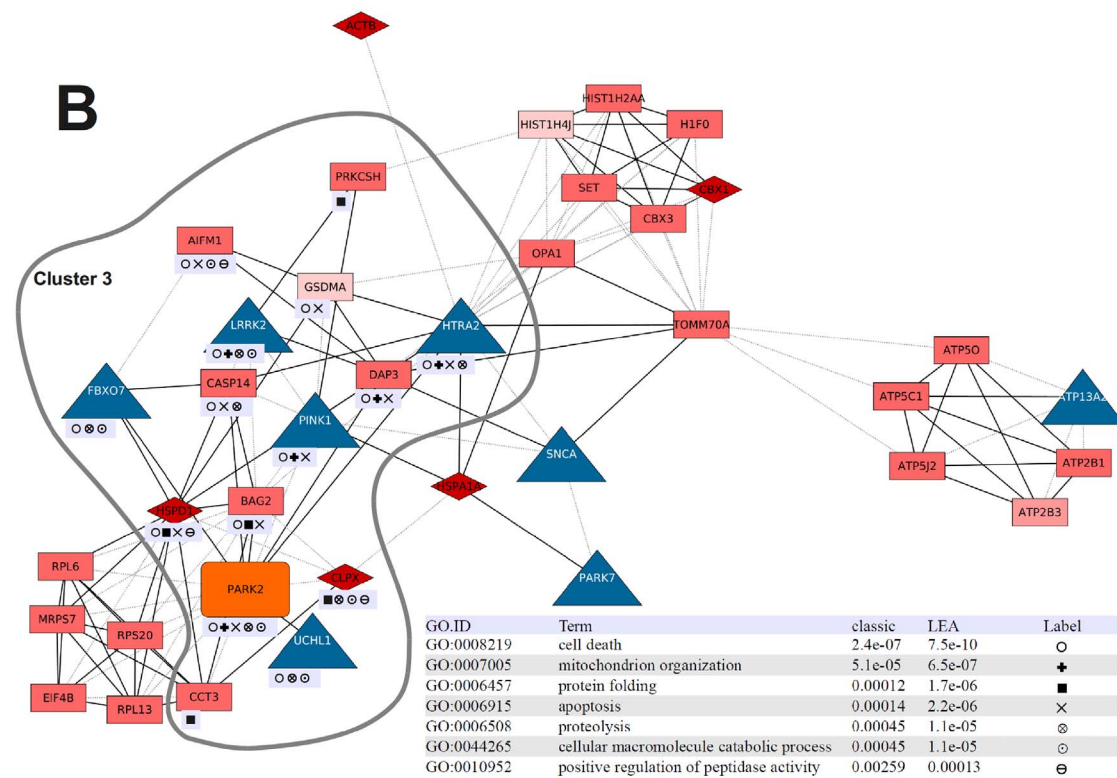 B
ACTB
HIST1H2AA
HIST1H4J
H1F0
PRKCSH
SET
CBX1
CBX3
AIFM1
OPA1
Cluster 3
GSDMA
LRRK2
HTRA2
TOMM70A
ATP5O
FBXO7
CASP14
DAP3
ATP5C1
ATP13A2
PINK1
SNCA
ATP5J2
ATP2B1
HSPD1
BAG2
HSPA1A
ATP2B3
RPL6
PARK2
CLPX
PARK7
MRPS7
RPS20
UCHL1
EIF4B
RPL13
CCT3
GO.ID Term classic LEA Label
GO:0008219 cell death 2.4e-07 7.5e-10
GO:0007005 mitochondrion organization 5.1e-05 6.5e-07
GO:0006457 protein folding 0.00012 1.7e-06
GO:0006915 apoptosis 0.00014 2.2e-06
GO:0006508 proteolysis 0.00045 1.1e-05
GO:0044265 cellular macromolecule catabolic process 0.00045 1.1e-05
GO:0010952 positive regulation of peptidase activity 0.00259 0.00013